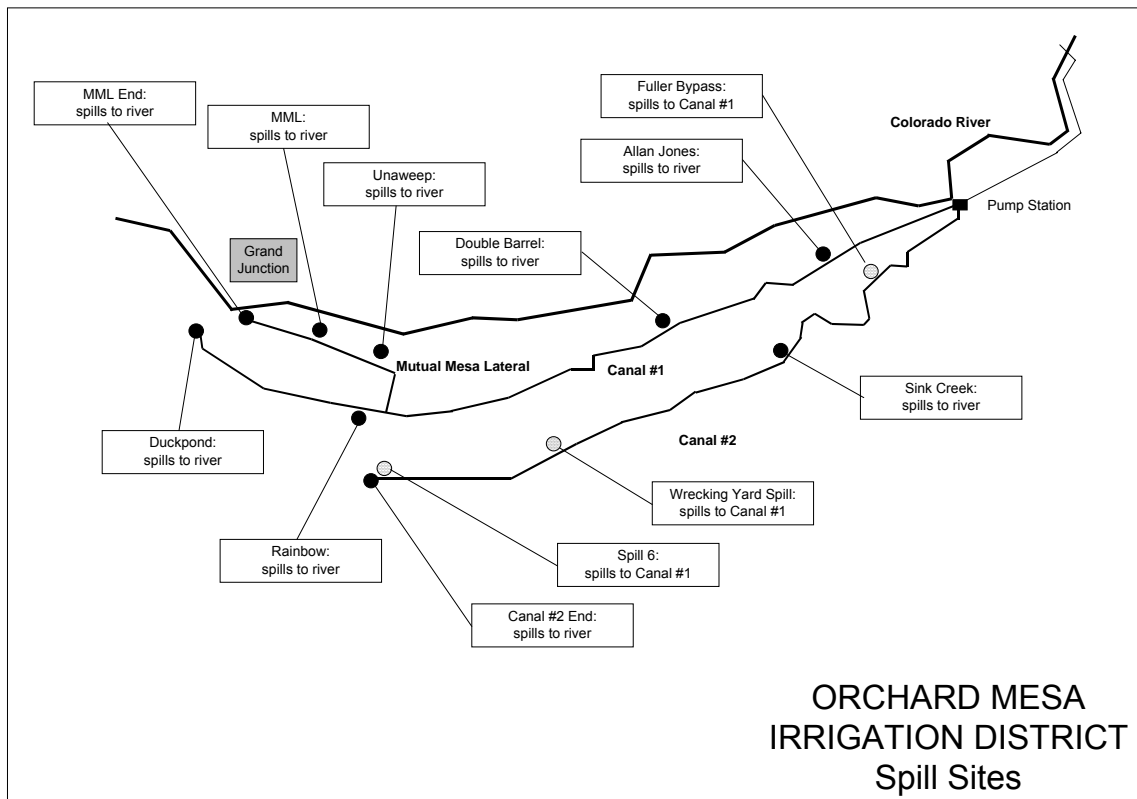 Fuller Bypass:
spills to Canal #1
MML End:
spills to river
MML:
spills to river
Colorado River
Allan Jones:
spills to river
Unaweep:
spills to river
Pump Station
Double Barrel:
spills to river
Grand
Junction
Mutual Mesa Lateral
Canal #1
Sink Creek:
spills to river
Duckpond:
spills to river
Canal #2
Wrecking Yard Spill:
spills to Canal #1
Rainbow:
spills to river
Spill 6:
spills to Canal #1
Canal #2 End:
spills to river
ORCHARD MESA
IRRIGATION DISTRICT
Spill Sites